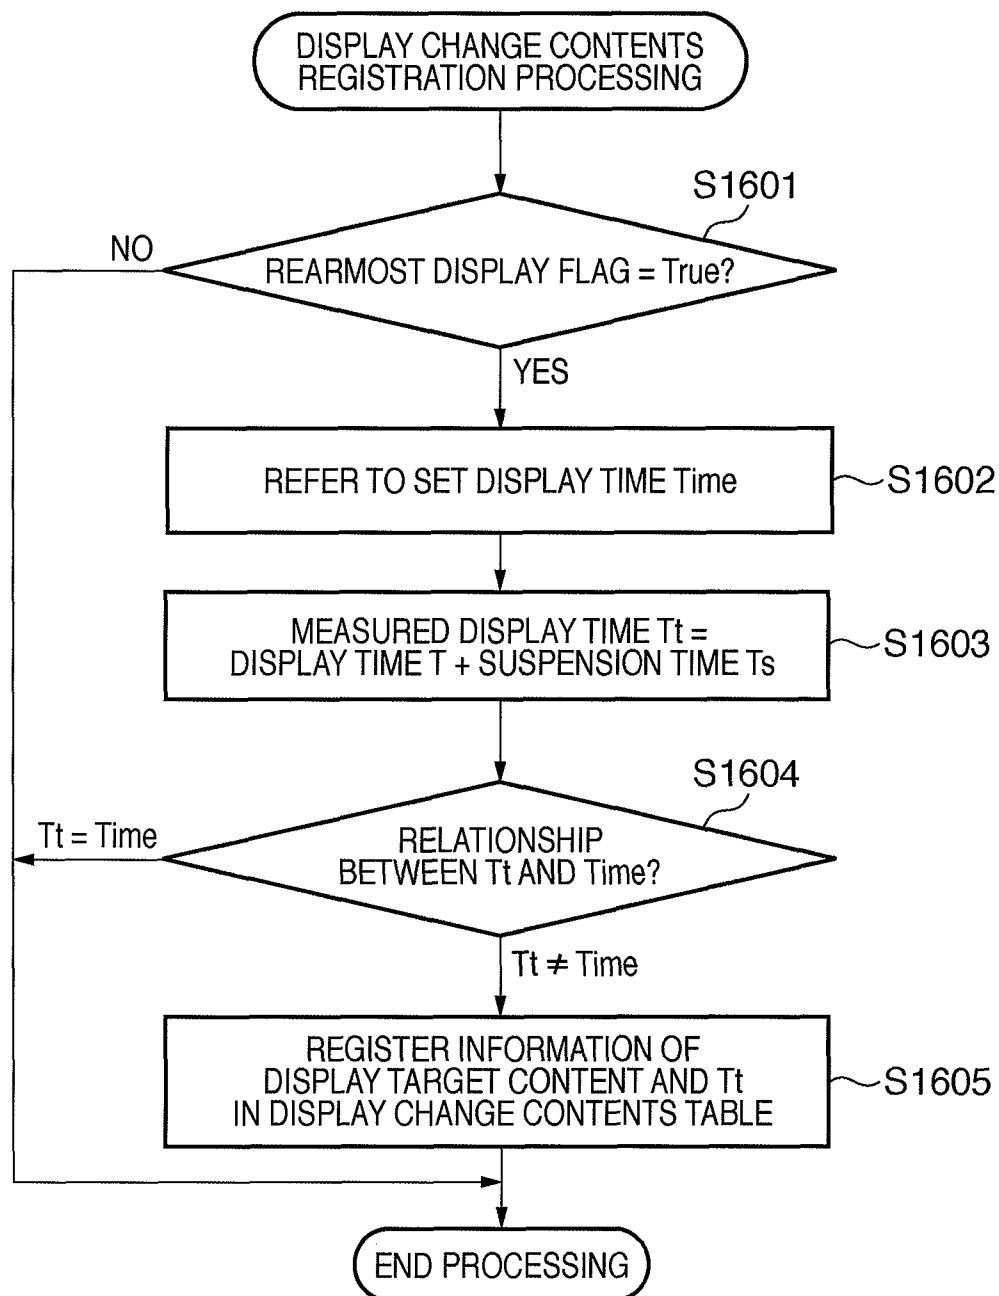 DISPLAY CHANGE CONTENTS
REGISTRATION PROCESSING
S1601
NO
REARMOST DISPLAY FLAG = True?
YES
REFER TO SET DISPLAY TIME Time
S1602
MEASURED DISPLAY TIME Tt =
DISPLAY TIME T + SUSPENSION TIME Ts
S1603
S1604
Tt = Time
RELATIONSHIP
BETWEEN Tt AND Time?
Tt ≠ Time
REGISTER INFORMATION OF
DISPLAY TARGET CONTENT AND Tt
IN DISPLAY CHANGE CONTENTS TABLE
S1605
END PROCESSING